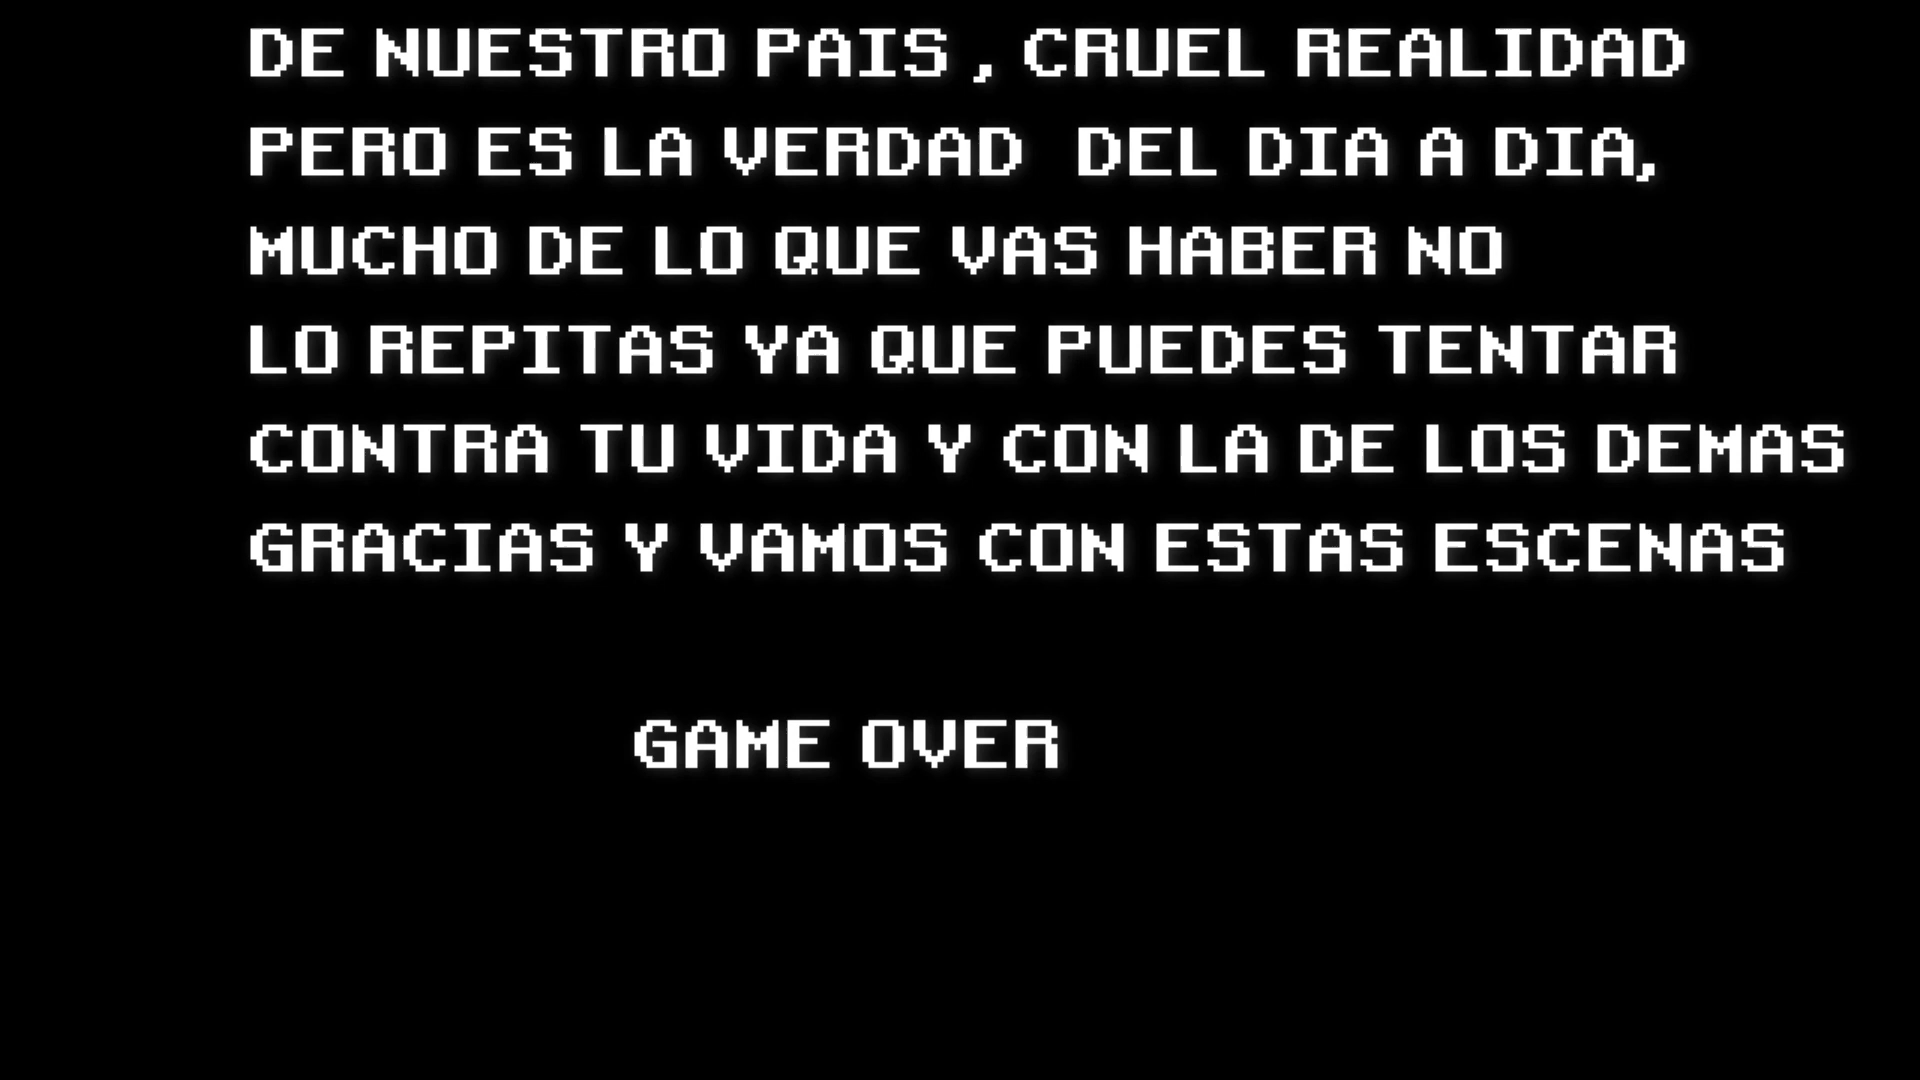 DE NUESTRO PAIS , CRUEL REALIDAD
PERO ES LA VERDAD  DEL DIA A DIA,
MUCHO DE LO QUE VAS HABER NO
LO REPITAS YA QUE PUEDES TENTAR
CONTRA TU VIDA Y CON LA DE LOS DEMAS
GRACIAS Y VAMOS CON ESTAS ESCENAS
GAME OVER